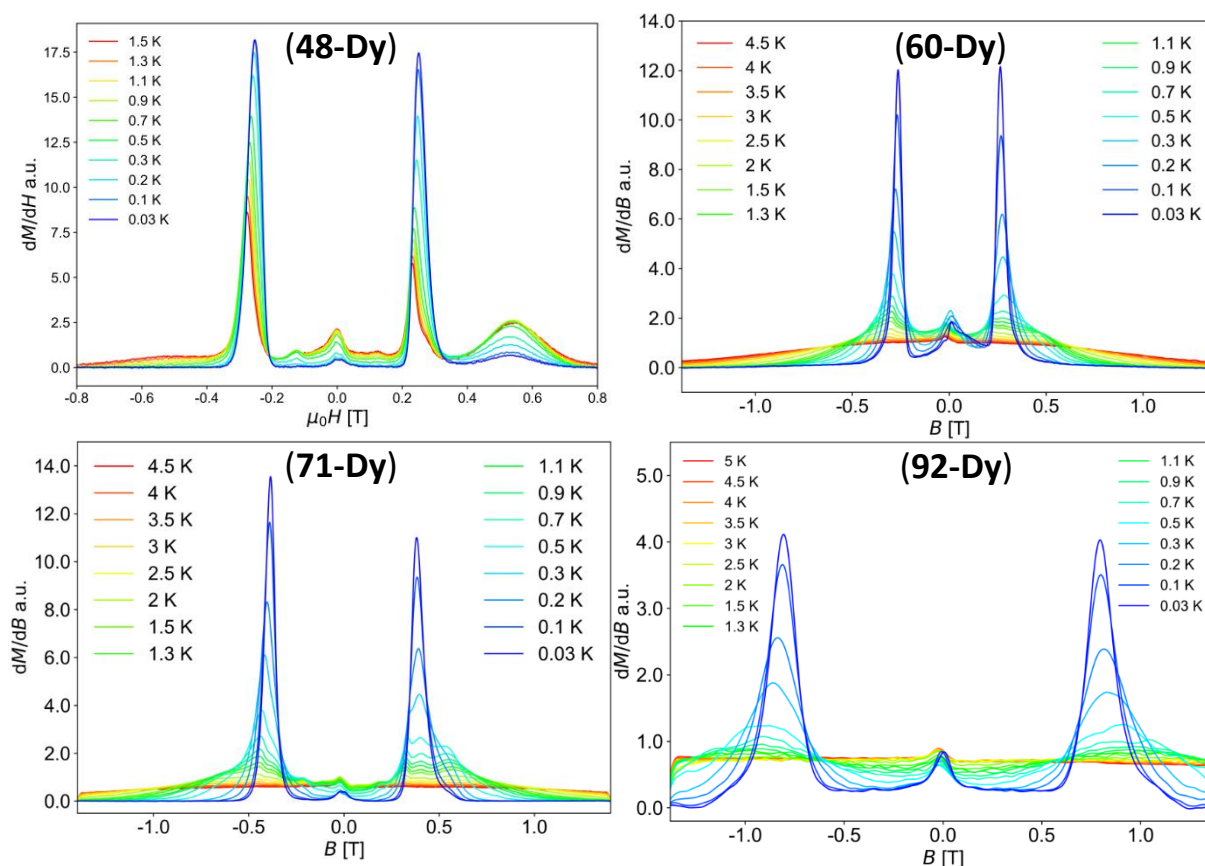 (48-Dy)
1.5 K
1.3 K
1.1 K
0.9 K
0.7 K
0.5 K
0.3 K
0.2 K
0.1 K
0.03 K
dM/dH a.u.
17.5
15.0
12.5
10.0
7.5
5.0
2.5
0.0
-0.8 -0.6 -0.4 -0.2 0.0 0.2 0.4 0.6 0.8
μ₀H [T]
(60-Dy)
4.5 K
4 K
3.5 K
3 K
2.5 K
2 K
1.5 K
1.3 K
1.1 K
0.9 K
0.7 K
0.5 K
0.3 K
0.2 K
0.1 K
0.03 K
dM/dB a.u.
14.0
12.0
10.0
8.0
6.0
4.0
2.0
0.0
-1.0 -0.5 0.0 0.5 1.0
B [T]
(71-Dy)
4.5 K
4 K
3.5 K
3 K
2.5 K
2 K
1.5 K
1.3 K
1.1 K
0.9 K
0.7 K
0.5 K
0.3 K
0.2 K
0.1 K
0.03 K
dM/dB a.u.
14.0
12.0
10.0
8.0
6.0
4.0
2.0
0.0
-1.0 -0.5 0.0 0.5 1.0
B [T]
(92-Dy)
5 K
4.5 K
4 K
3.5 K
3 K
2.5 K
2 K
1.5 K
1.3 K
1.1 K
0.9 K
0.7 K
0.5 K
0.3 K
0.2 K
0.1 K
0.03 K
dM/dB a.u.
5.0
4.0
3.0
2.0
1.0
0.0
-1.0 -0.5 0.0 0.5 1.0
B [T]